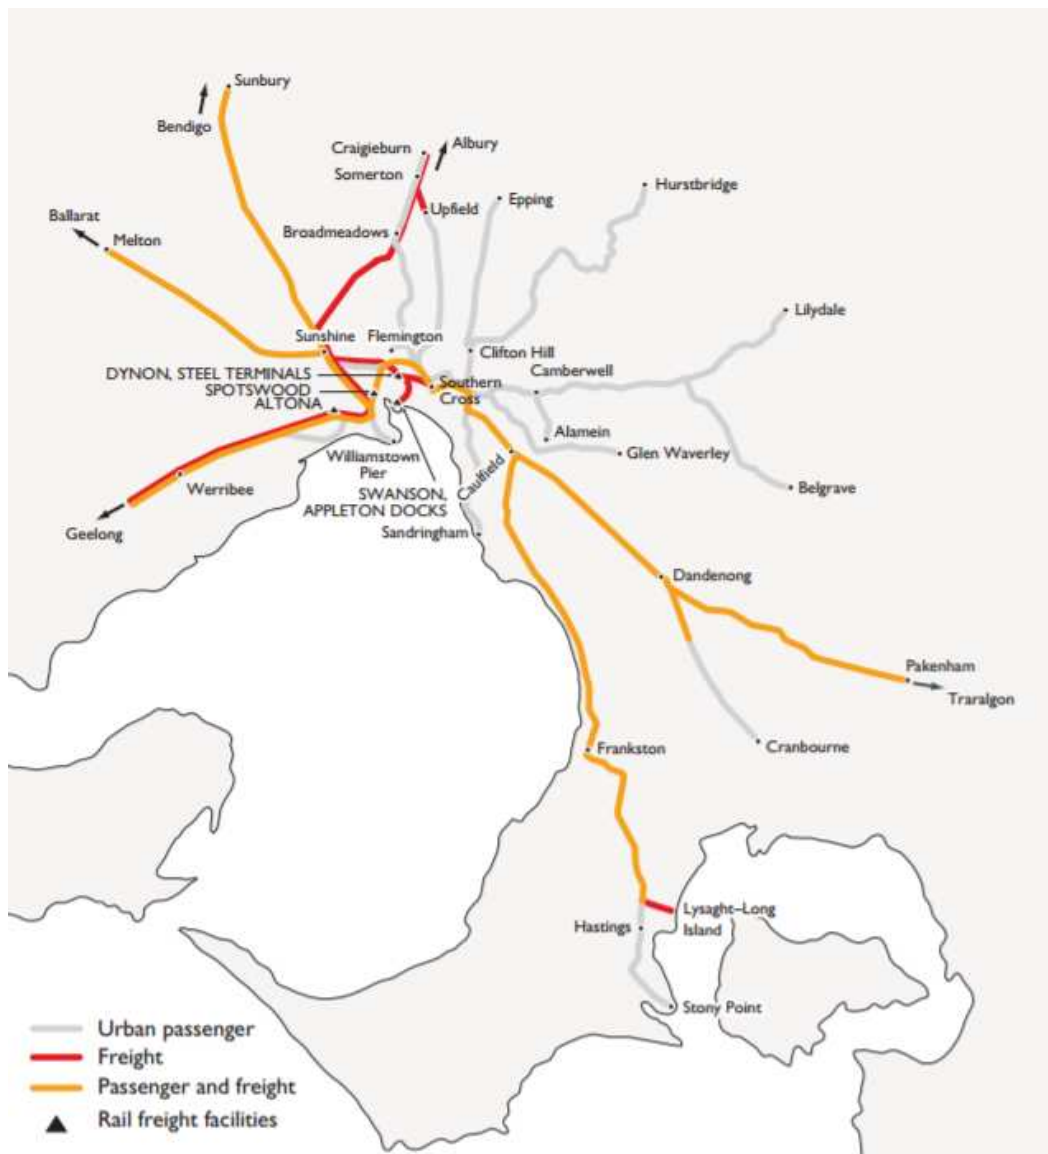 Sunbury
Bendigo
Craigieburn
Albury
Somerton
Hurstbridge
Epping
Upfield
Ballarat
Broadmeadows
Melton
Lilydale
Sunshine
Flemington
Clifton Hill
Camberwell
DYNON, STEEL TERMINALS
SPOTSWOOD
Southern
Cross
ALTONA
Alamein
Glen Waverley
Williamstown
Pier
Caulfield
Werribee
Belgrave
SWANSON,
APPLETON DOCKS
Geelong
Sandringham
Dandenong
Pakenham
Traralgon
Frankston
Cranbourne
Lysaght–Long
Island
Hastings
Stony Point
Urban passenger
Freight
Passenger and freight
Rail freight facilities